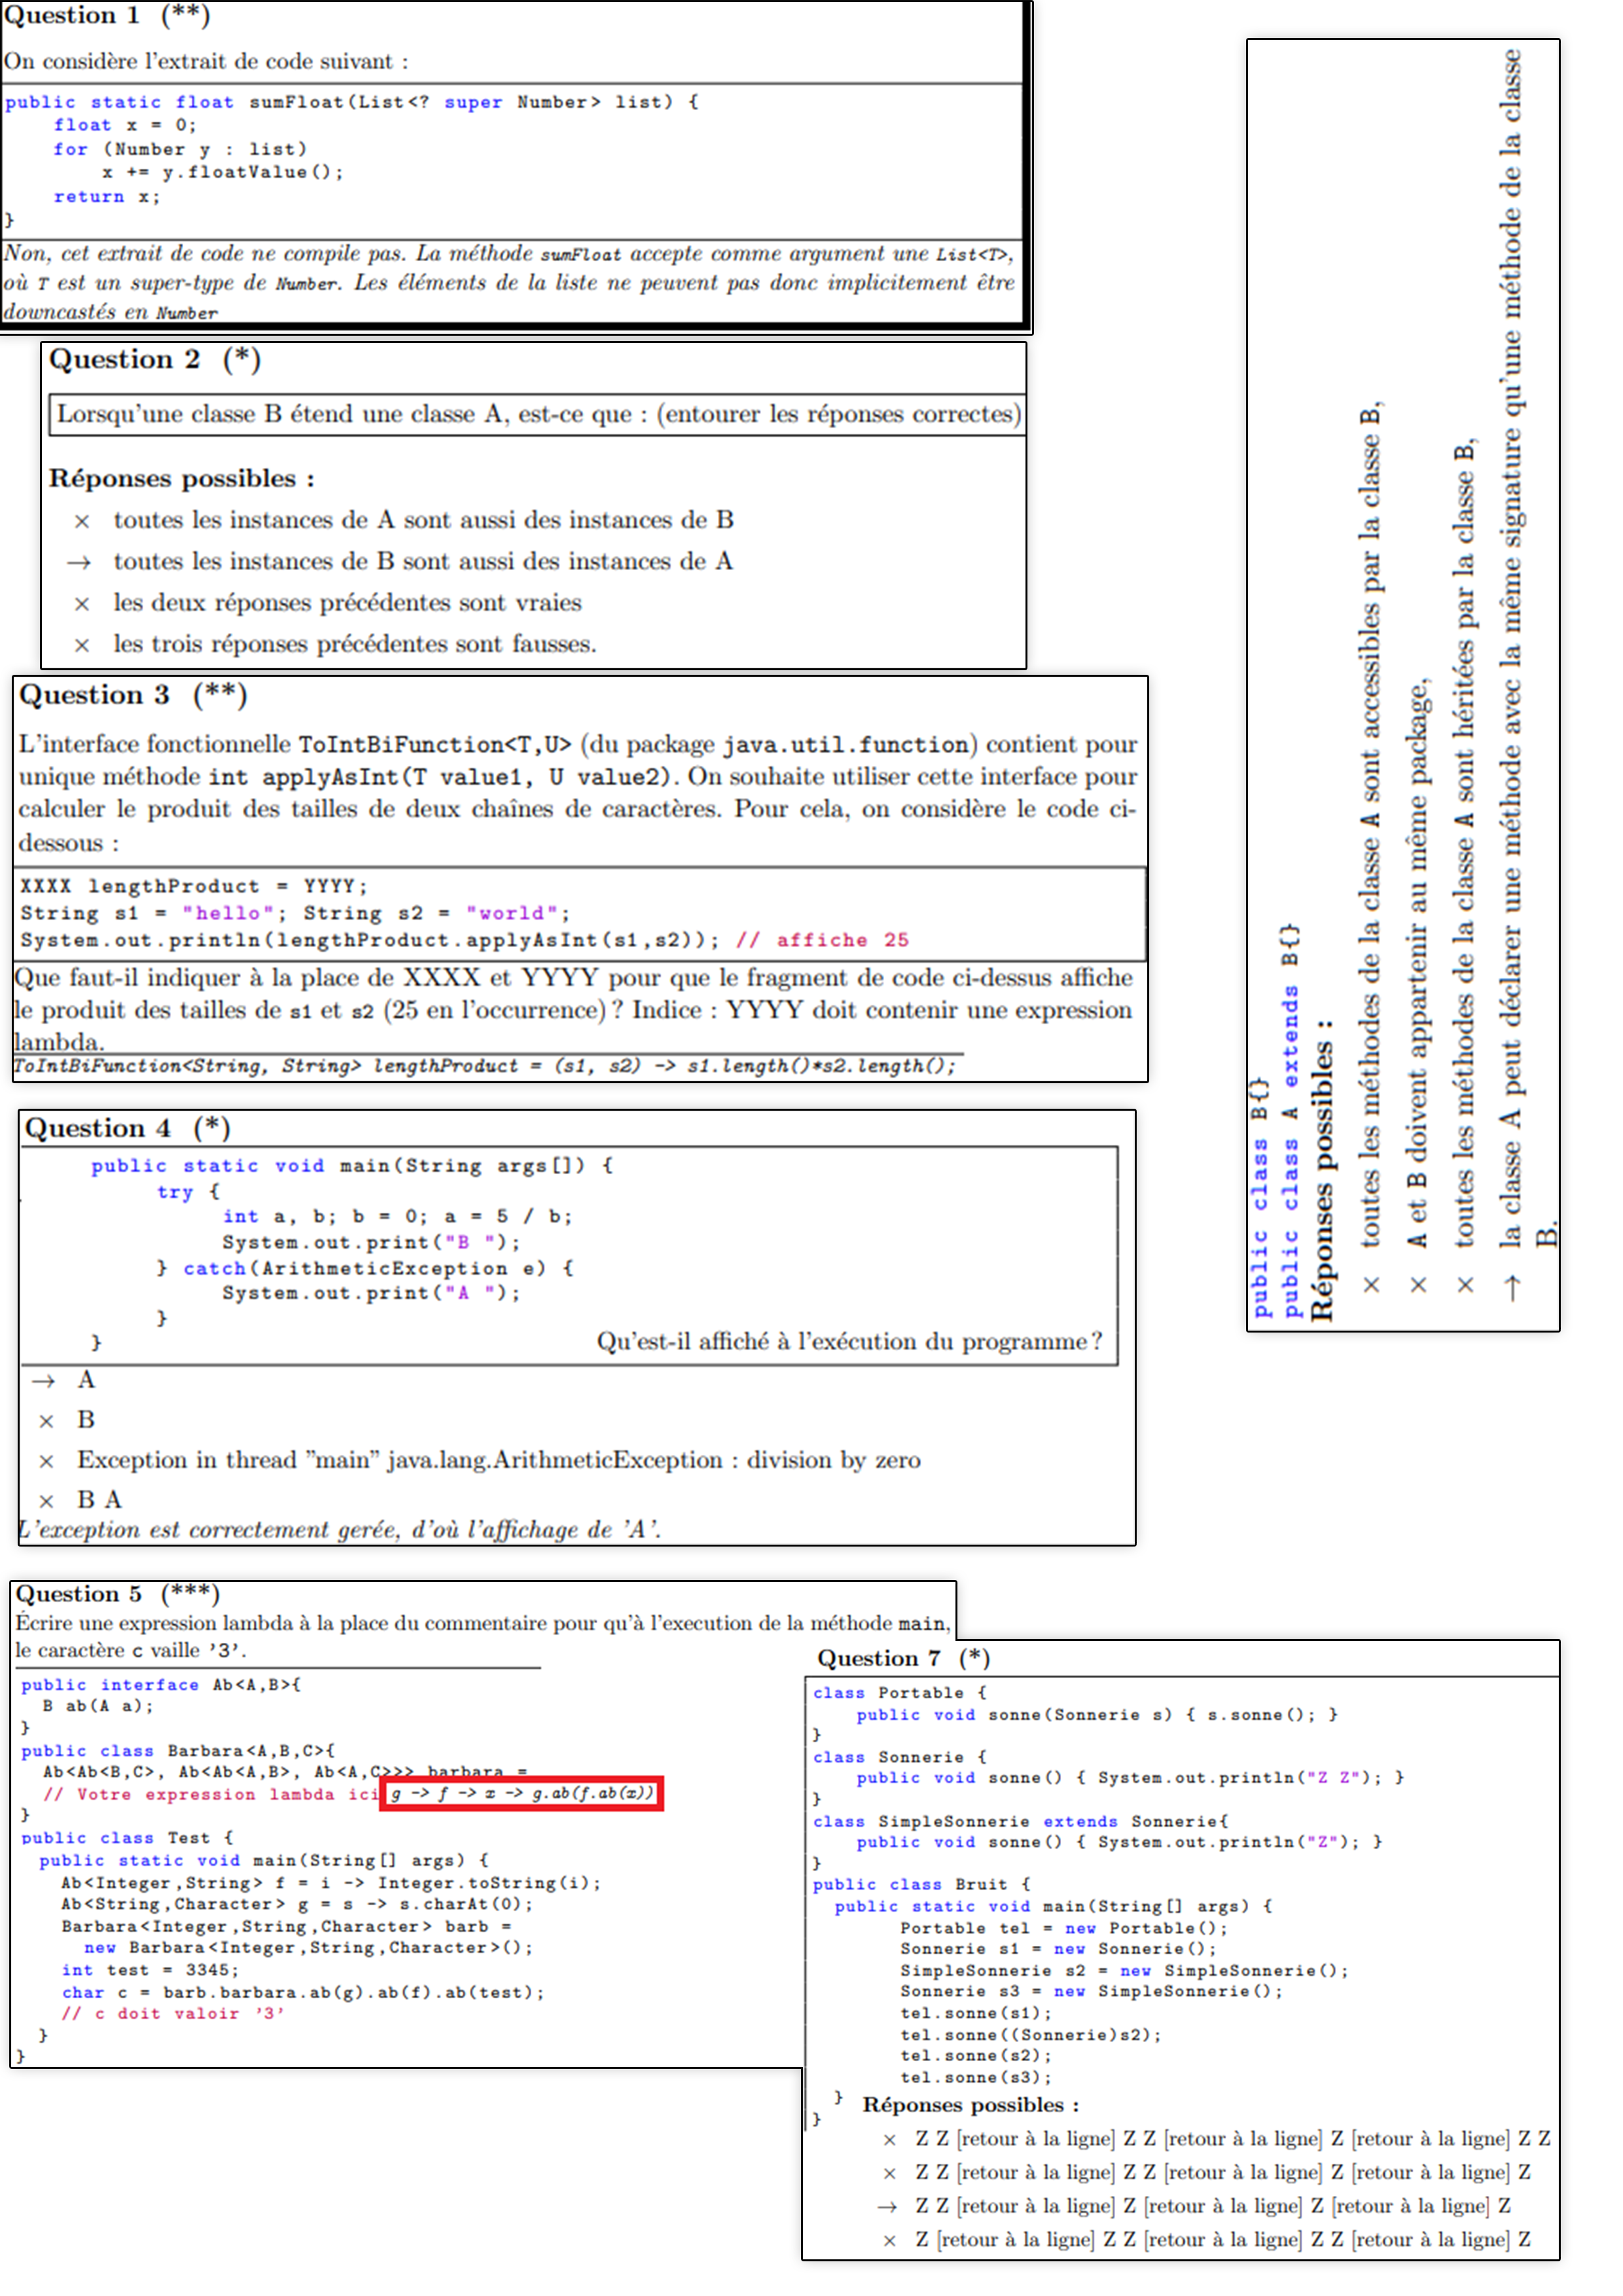 Question 1 (**)
On considère l'extrait de code suivant :
public static float sumFloat(List<? super Number> list) {
float x = 0;
for (Number y : list)
x += y.floatValue();
return x;
}
Non, cet extrait de code ne compile pas. La méthode sumFloat accepte comme argument une List<T>,
où T est un super-type de Number. Les éléments de la liste ne peuvent pas donc implicitement être
downcastés en Number
Question 2 (*)
Lorsqu'une classe B étend une classe A, est-ce que : (entourer les réponses correctes)
Réponses possibles :
× toutes les instances de A sont aussi des instances de B
→ toutes les instances de B sont aussi des instances de A
× les deux réponses précédentes sont vraies
× les trois réponses précédentes sont fausses.
Question 3 (**)
L'interface fonctionnelle ToIntBiFunction<T,U> (du package java.util.function) contient pour
unique méthode int applyAsInt(T value1, U value2). On souhaite utiliser cette interface pour
calculer le produit des tailles de deux chaînes de caractères. Pour cela, on considère le code ci-
dessous :
XXXX lengthProduct = YYYY;
String s1 = "hello"; String s2 = "world";
System.out.println(lengthProduct.applyAsInt(s1,s2)); // affiche 25
Que faut-il indiquer à la place de XXXX et YYYY pour que le fragment de code ci-dessus affiche
le produit des tailles de s1 et s2 (25 en l'occurrence) ? Indice : YYYY doit contenir une expression
lambda.
ToIntBiFunction<String, String> lengthProduct = (s1, s2) -> s1.length()*s2.length();
Question 4 (*)
public static void main(String args[]) {
try {
int a, b; b = 0; a = 5 / b;
System.out.print("B ");
} catch(ArithmeticException e) {
System.out.print("A ");
}
}
Qu'est-il affiché à l'exécution du programme ?
→ A
× B
× Exception in thread "main" java.lang.ArithmeticException : division by zero
× B A
L'exception est correctement gerée, d'où l'affichage de 'A'.
Question 5 (***)
Écrire une expression lambda à la place du commentaire pour qu'à l'execution de la méthode main,
le caractère c vaille '3'.
public interface Ab<A,B>{
B ab(A a);
}
public class Barbara<A,B,C>{
Ab<Ab<B,C>, Ab<Ab<A,B>, Ab<A,C>>> barbara =
// Votre expression lambda ici g -> f -> x -> g.ab(f.ab(x))
}
public class Test {
public static void main(String[] args) {
Ab<Integer,String> f = i -> Integer.toString(i);
Ab<String,Character> g = s -> s.charAt(0);
Barbara<Integer,String,Character> barb =
new Barbara<Integer,String,Character>();
int test = 3345;
char c = barb.barbara.ab(g).ab(f).ab(test);
// c doit valoir '3'
}
}
public class B{}
public class A extends B{}
Réponses possibles :
× toutes les méthodes de la classe A sont accessibles par la classe B,
× A et B doivent appartenir au même package,
× toutes les méthodes de la classe A sont héritées par la classe B,
→ la classe A peut déclarer une méthode avec la même signature qu'une méthode de la classe
B.
Question 7 (*)
class Portable {
public void sonne(Sonnerie s) { s.sonne(); }
}
class Sonnerie {
public void sonne() { System.out.println("Z Z"); }
}
class SimpleSonnerie extends Sonnerie{
public void sonne() { System.out.println("Z"); }
}
public class Bruit {
public static void main(String[] args) {
Portable tel = new Portable();
Sonnerie s1 = new Sonnerie();
SimpleSonnerie s2 = new SimpleSonnerie();
Sonnerie s3 = new SimpleSonnerie();
tel.sonne(s1);
tel.sonne((Sonnerie)s2);
tel.sonne(s2);
tel.sonne(s3);
}
}
Réponses possibles :
× Z Z [retour à la ligne] Z Z [retour à la ligne] Z [retour à la ligne] Z Z
× Z Z [retour à la ligne] Z Z [retour à la ligne] Z [retour à la ligne] Z
→ Z Z [retour à la ligne] Z [retour à la ligne] Z [retour à la ligne] Z
× Z [retour à la ligne] Z Z [retour à la ligne] Z Z [retour à la ligne] Z